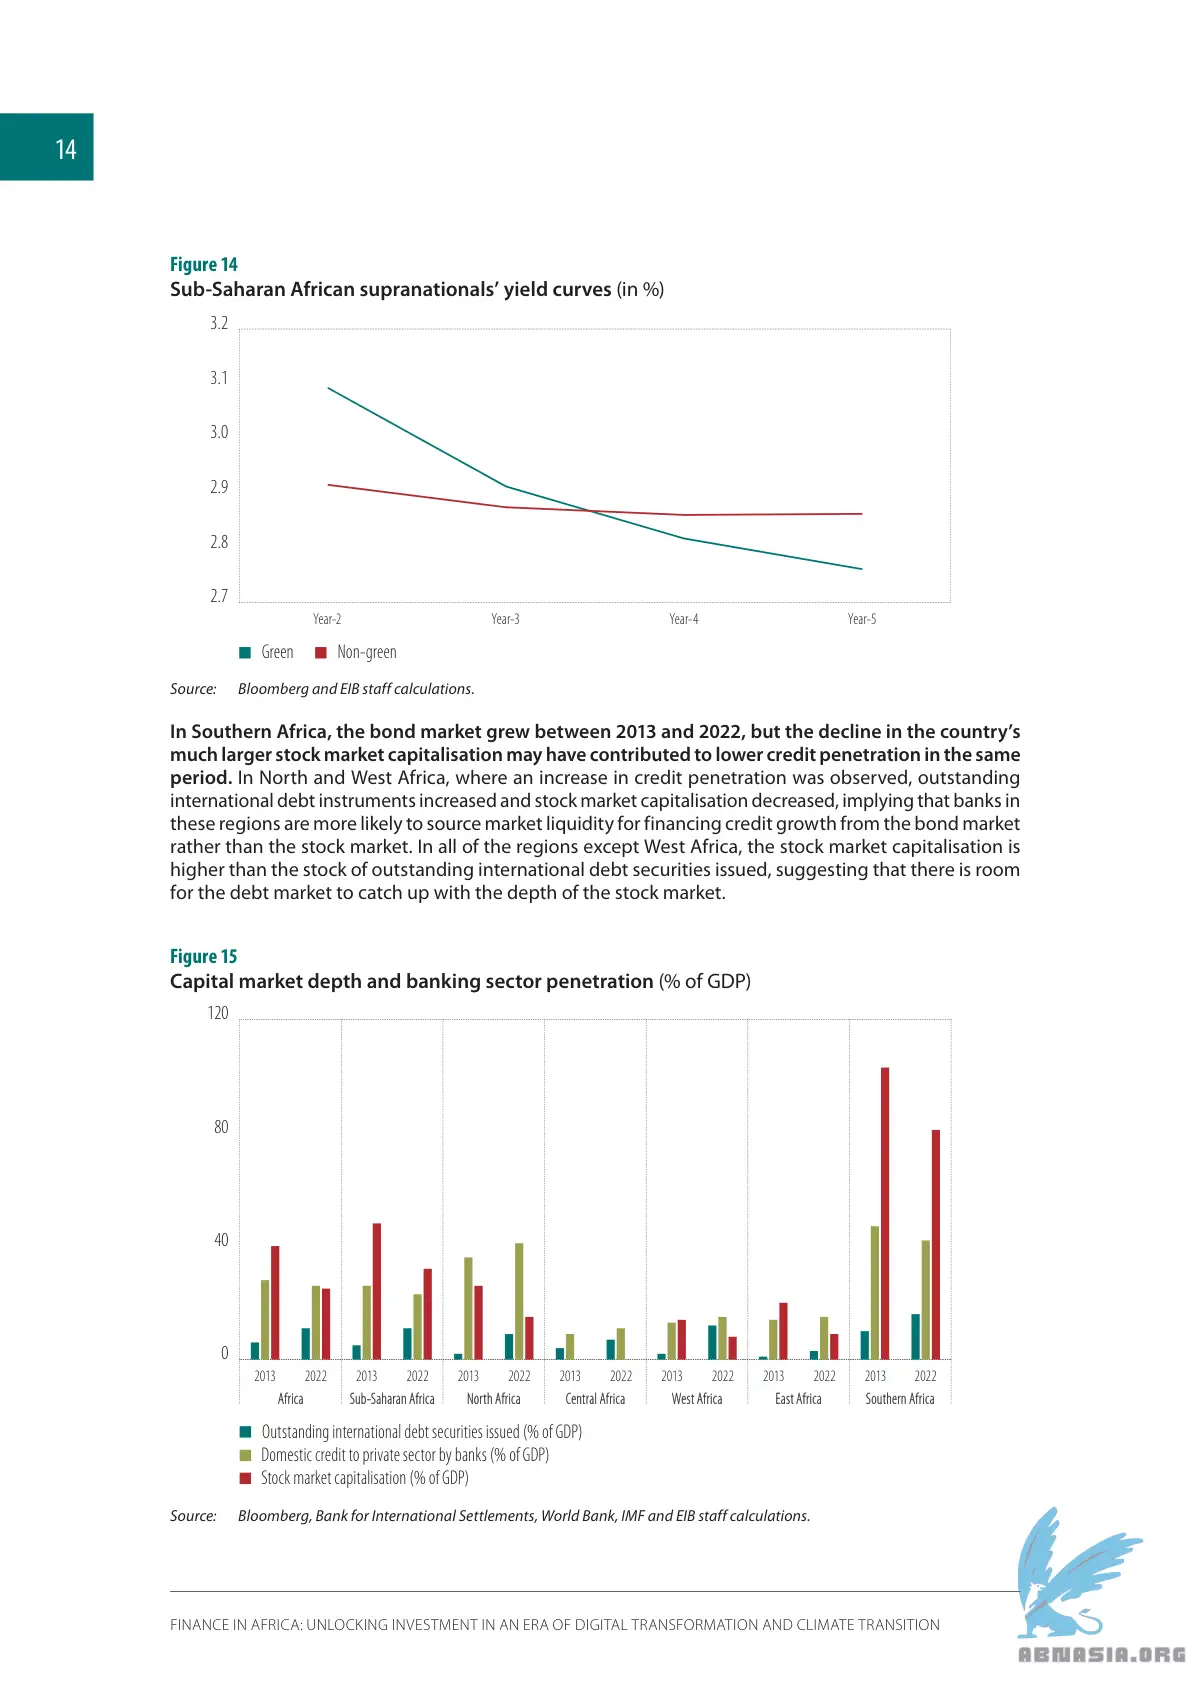 14
Figure 14
Sub-Saharan African supranationals’ yield curves (in %)
3.2
3.1
3.0
2.9
2.8
2.7
Year-2 Year-3 Year-4 Year-5
Green Non-green
Source: Bloomberg and EIB staff calculations.
In Southern Africa, the bond market grew between 2013 and 2022, but the decline in the country’s
much larger stock market capitalisation may have contributed to lower credit penetration in the same
period. In North and West Africa, where an increase in credit penetration was observed, outstanding
international debt instruments increased and stock market capitalisation decreased, implying that banks in
these regions are more likely to source market liquidity for financing credit growth from the bond market
rather than the stock market. In all of the regions except West Africa, the stock market capitalisation is
higher than the stock of outstanding international debt securities issued, suggesting that there is room
for the debt market to catch up with the depth of the stock market.
Figure 15
Capital market depth and banking sector penetration (% of GDP)
120
80
40
0
2013 2022 2013 2022 2013 2022 2013 2022 2013 2022 2013 2022 2013 2022
Africa Sub-Saharan Africa North Africa Central Africa West Africa East Africa Southern Africa
Outstanding international debt securities issued (% of GDP)
Domestic credit to private sector by banks (% of GDP)
Stock market capitalisation (% of GDP)
Source: Bloomberg, Bank for International Settlements, World Bank, IMF and EIB staff calculations.
FINANCE IN AFRICA: UNLOCKING INVESTMENT IN AN ERA OF DIGITAL TRANSFORMATION AND CLIMATE TRANSITION
ABNASIA.ORG